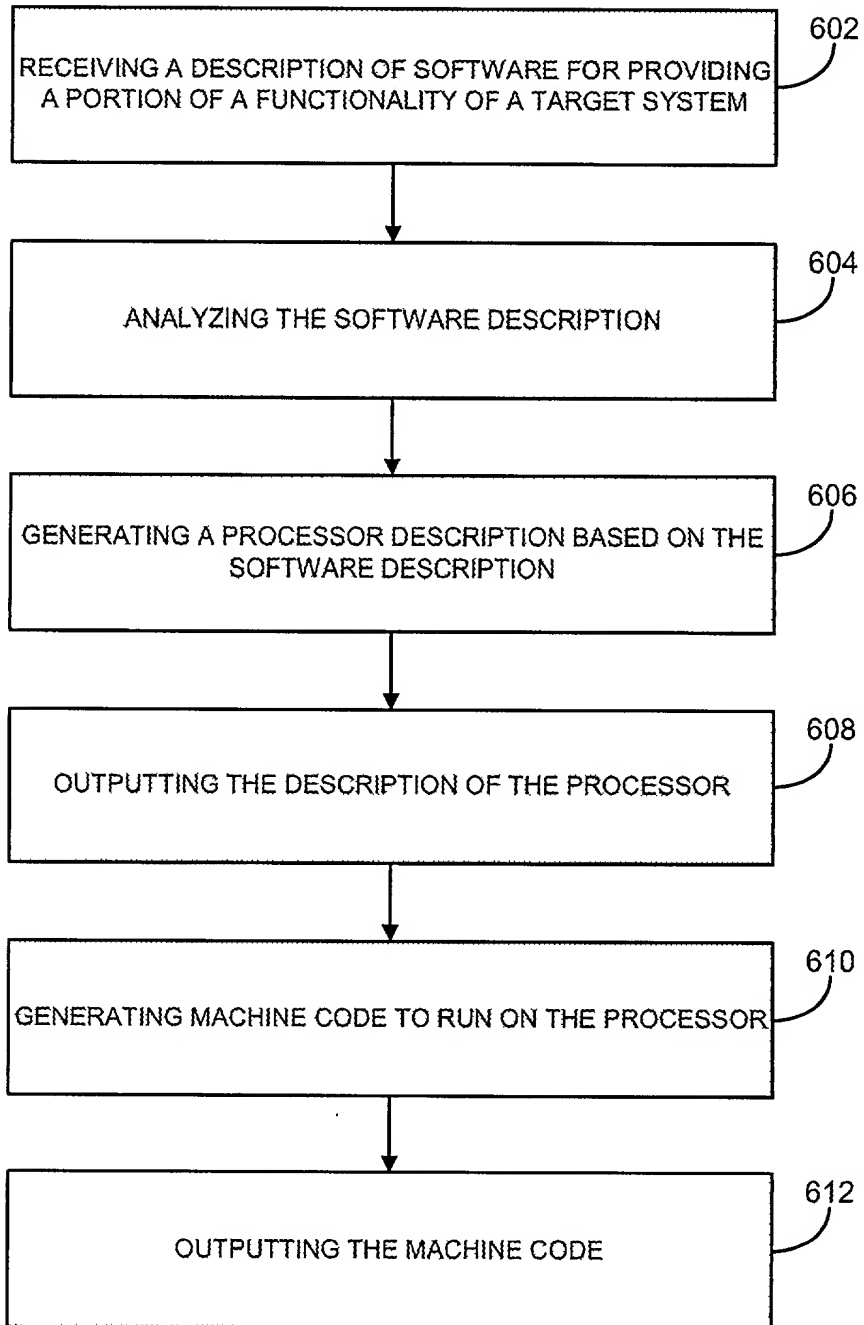 602
RECEIVING A DESCRIPTION OF SOFTWARE FOR PROVIDING
A PORTION OF A FUNCTIONALITY OF A TARGET SYSTEM
604
ANALYZING THE SOFTWARE DESCRIPTION
606
GENERATING A PROCESSOR DESCRIPTION BASED ON THE
SOFTWARE DESCRIPTION
608
OUTPUTTING THE DESCRIPTION OF THE PROCESSOR
610
GENERATING MACHINE CODE TO RUN ON THE PROCESSOR
612
OUTPUTTING THE MACHINE CODE